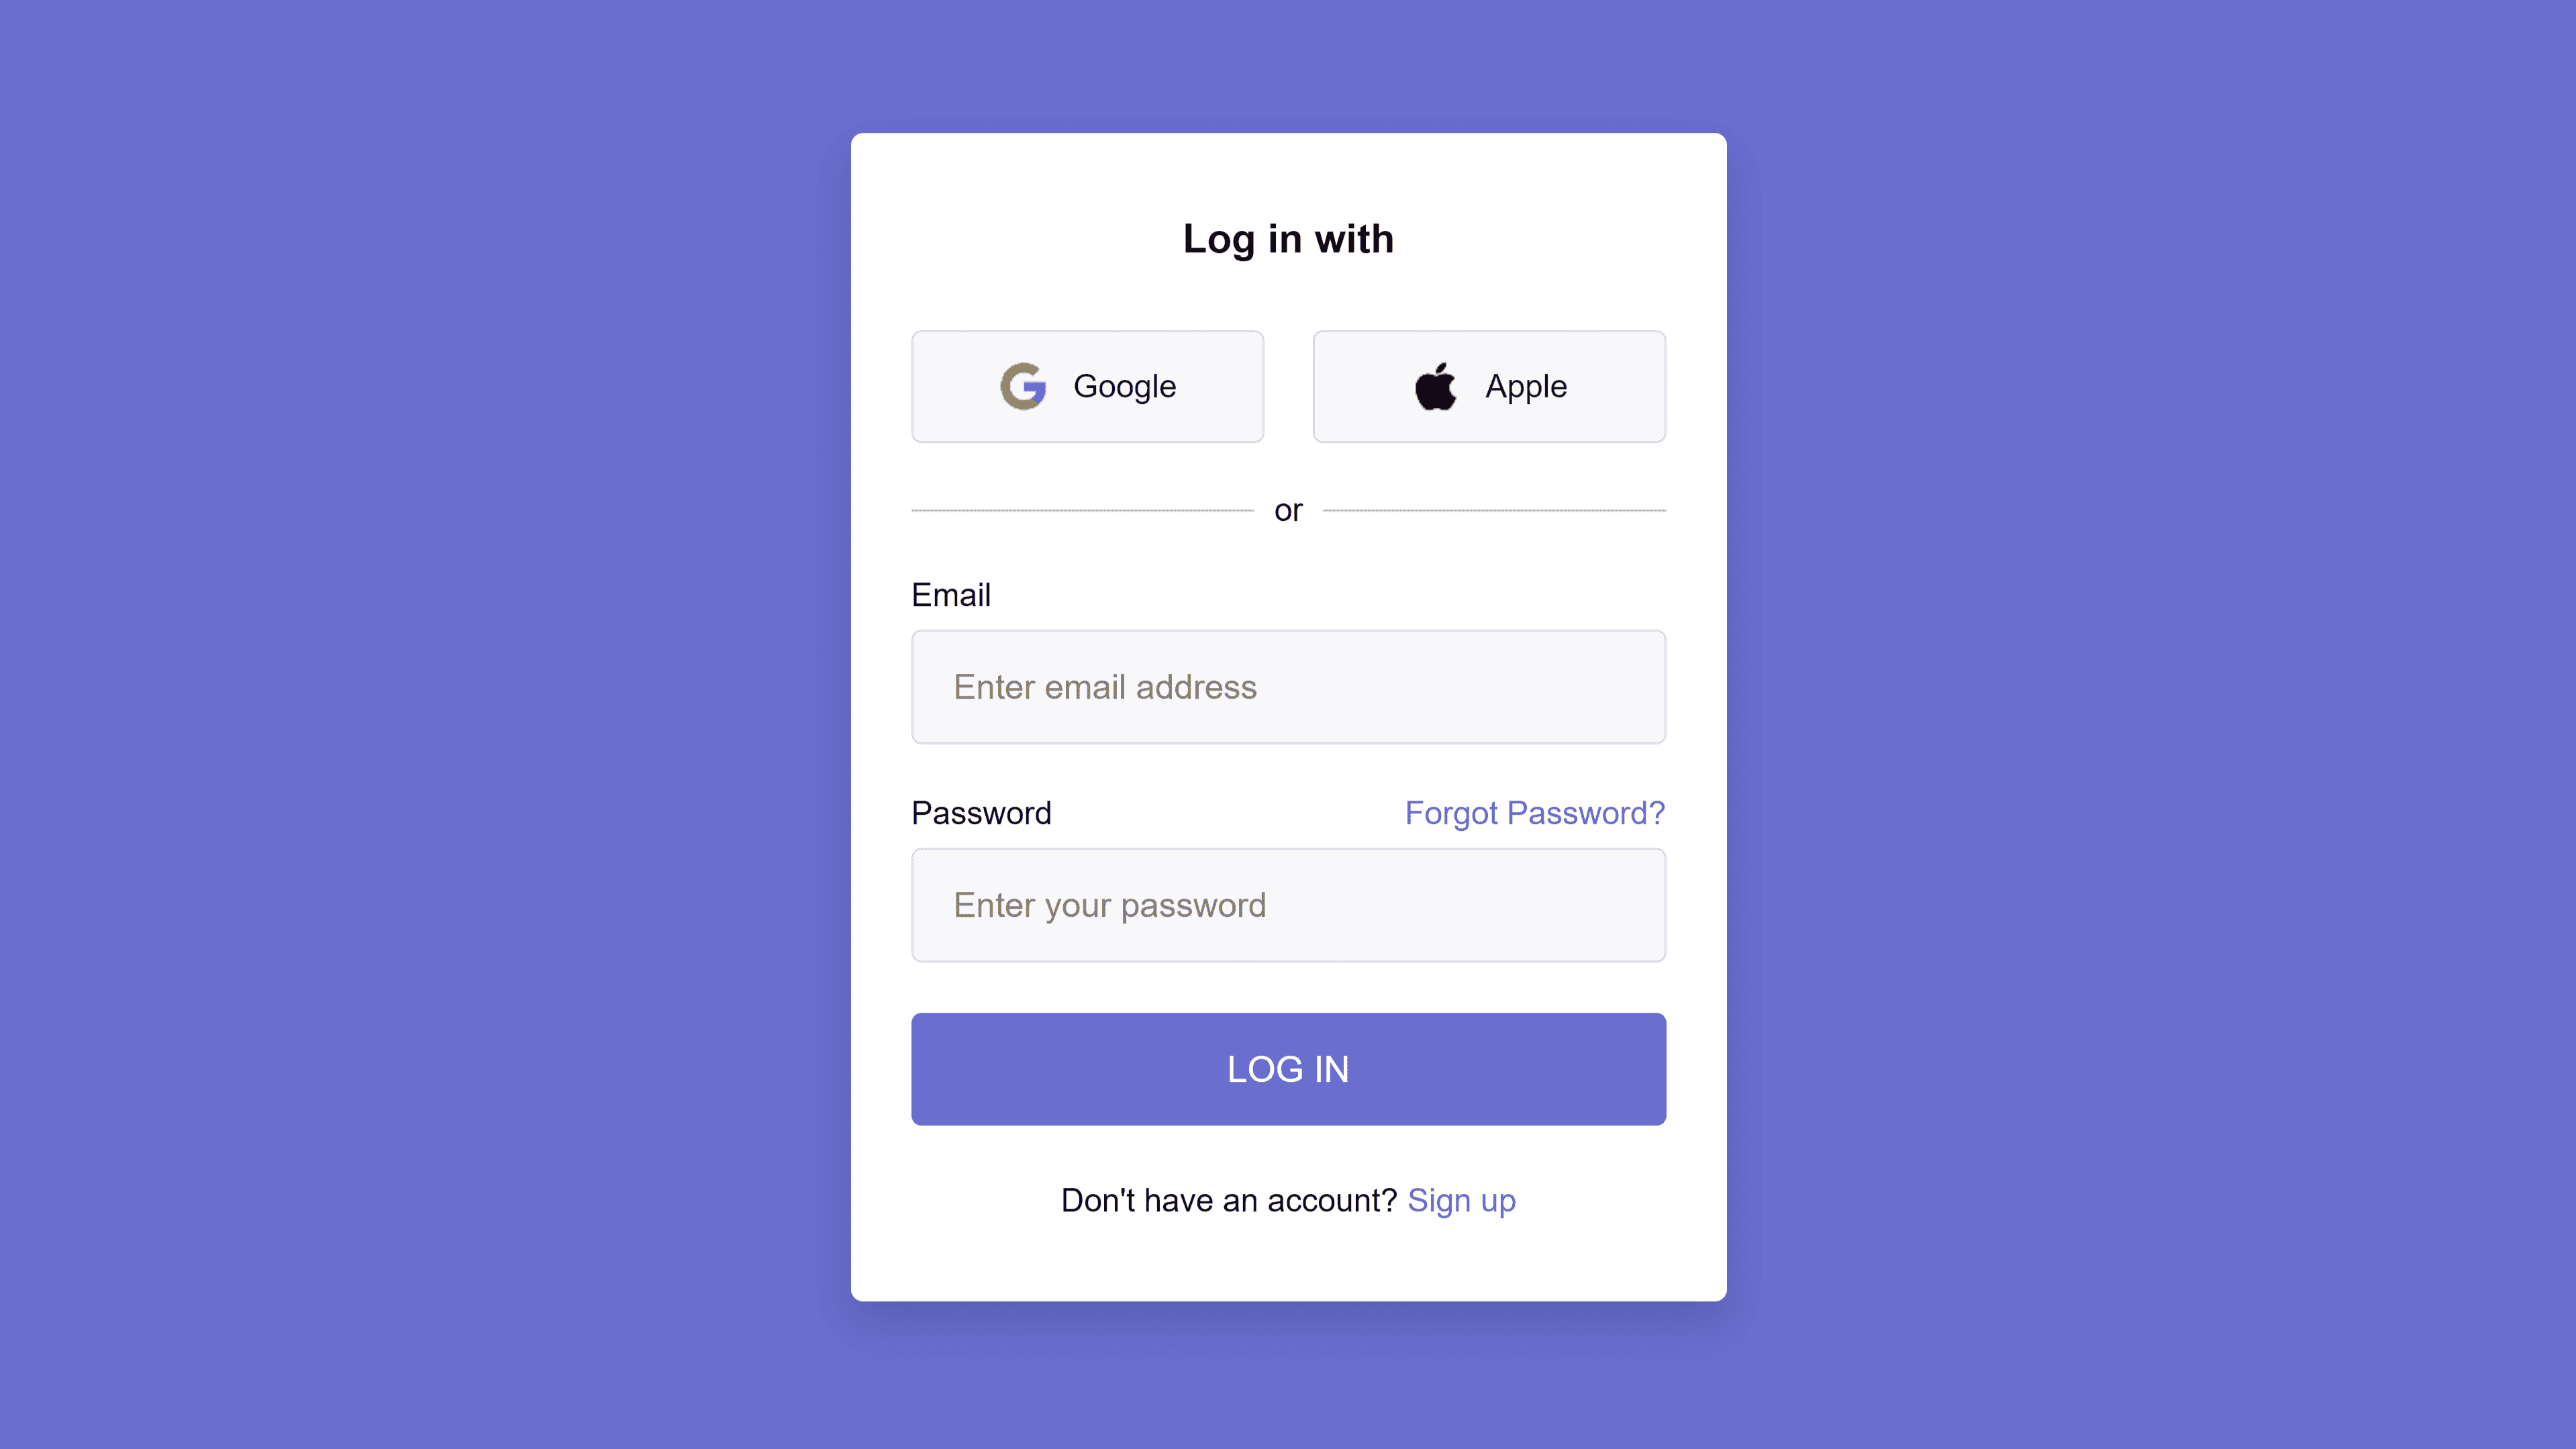 Log in with
Google Apple
or
Email
Enter email address
Password Forgot Password?
Enter your password
LOG IN
Don't have an account? Sign up